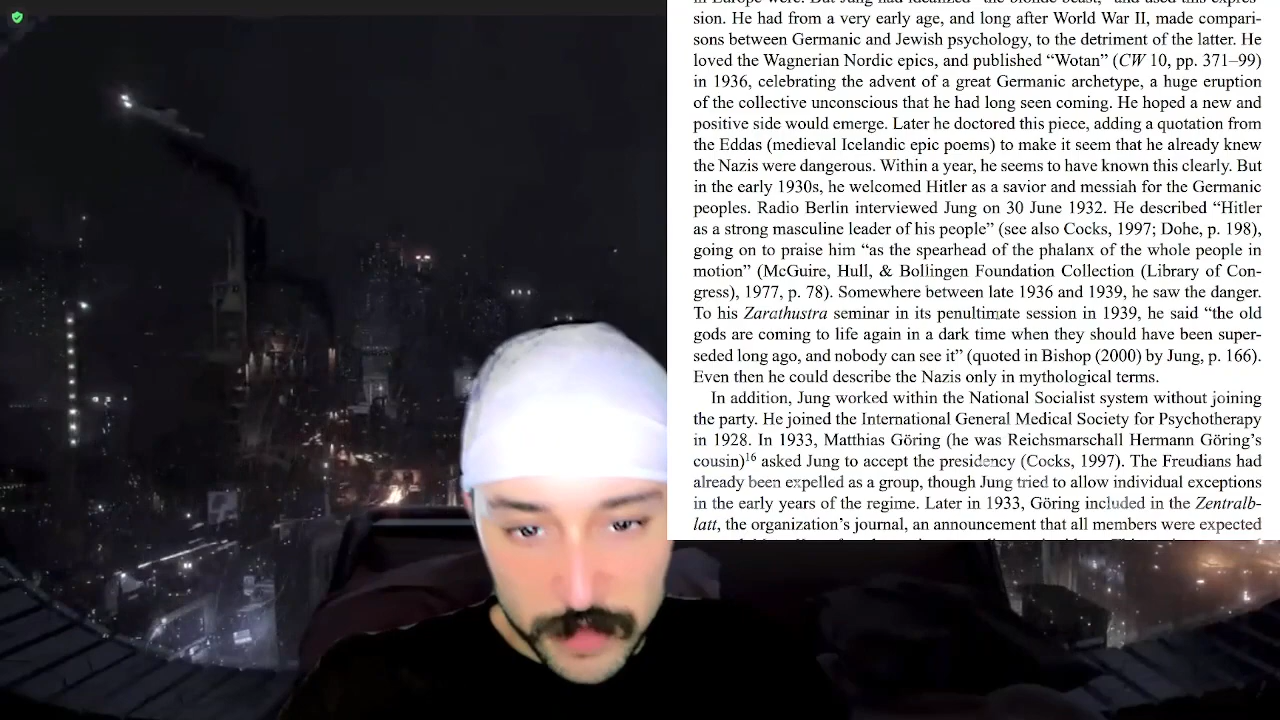 sion. He had from a very early age, and long after World War II, made compari-
sons between Germanic and Jewish psychology, to the detriment of the latter. He
loved the Wagnerian Nordic epics, and published “Wotan” (CW 10, pp. 371–99)
in 1936, celebrating the advent of a great Germanic archetype, a huge eruption
of the collective unconscious that he had long seen coming. He hoped a new and
positive side would emerge. Later he doctored this piece, adding a quotation from
the Eddas (medieval Icelandic epic poems) to make it seem that he already knew
the Nazis were dangerous. Within a year, he seems to have known this clearly. But
in the early 1930s, he welcomed Hitler as a savior and messiah for the Germanic
peoples. Radio Berlin interviewed Jung on 30 June 1932. He described “Hitler
as a strong masculine leader of his people” (see also Cocks, 1997; Dohe, p. 198),
going on to praise him “as the spearhead of the phalanx of the whole people in
motion” (McGuire, Hull, & Bollingen Foundation Collection (Library of Con-
gress), 1977, p. 78). Somewhere between late 1936 and 1939, he saw the danger.
To his Zarathustra seminar in its penultimate session in 1939, he said “the old
gods are coming to life again in a dark time when they should have been super-
seded long ago, and nobody can see it” (quoted in Bishop (2000) by Jung, p. 166).
Even then he could describe the Nazis only in mythological terms.
In addition, Jung worked within the National Socialist system without joining
the party. He joined the International General Medical Society for Psychotherapy
in 1928. In 1933, Matthias Göring (he was Reichsmarschall Hermann Göring’s
cousin)16 asked Jung to accept the presidency (Cocks, 1997). The Freudians had
already been expelled as a group, though Jung tried to allow individual exceptions
in the early years of the regime. Later in 1933, Göring included in the Zentralb-
latt, the organization’s journal, an announcement that all members were expected